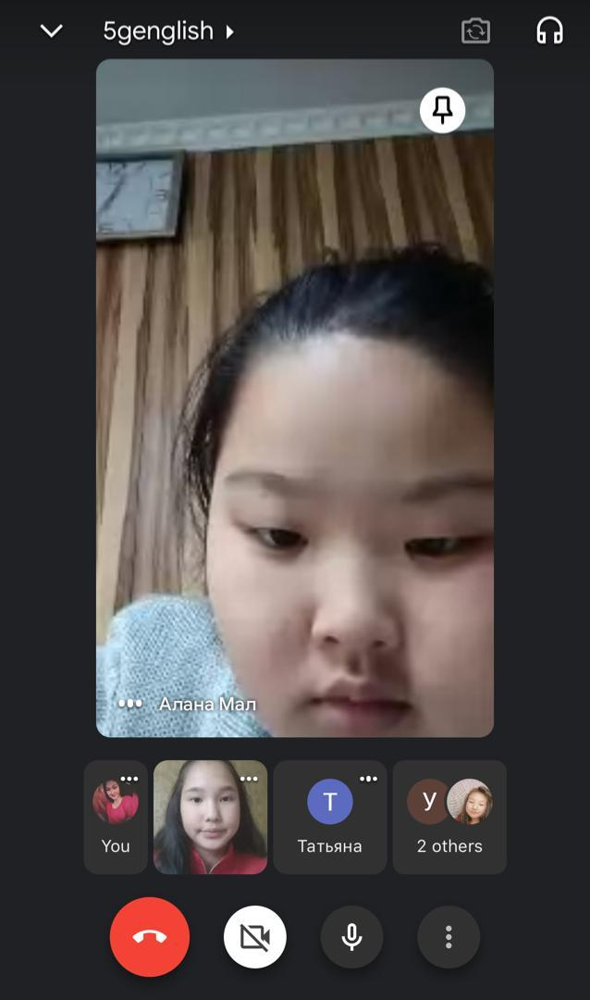 5genglish
Алана Мал
You
T
Татьяна
У
2 others